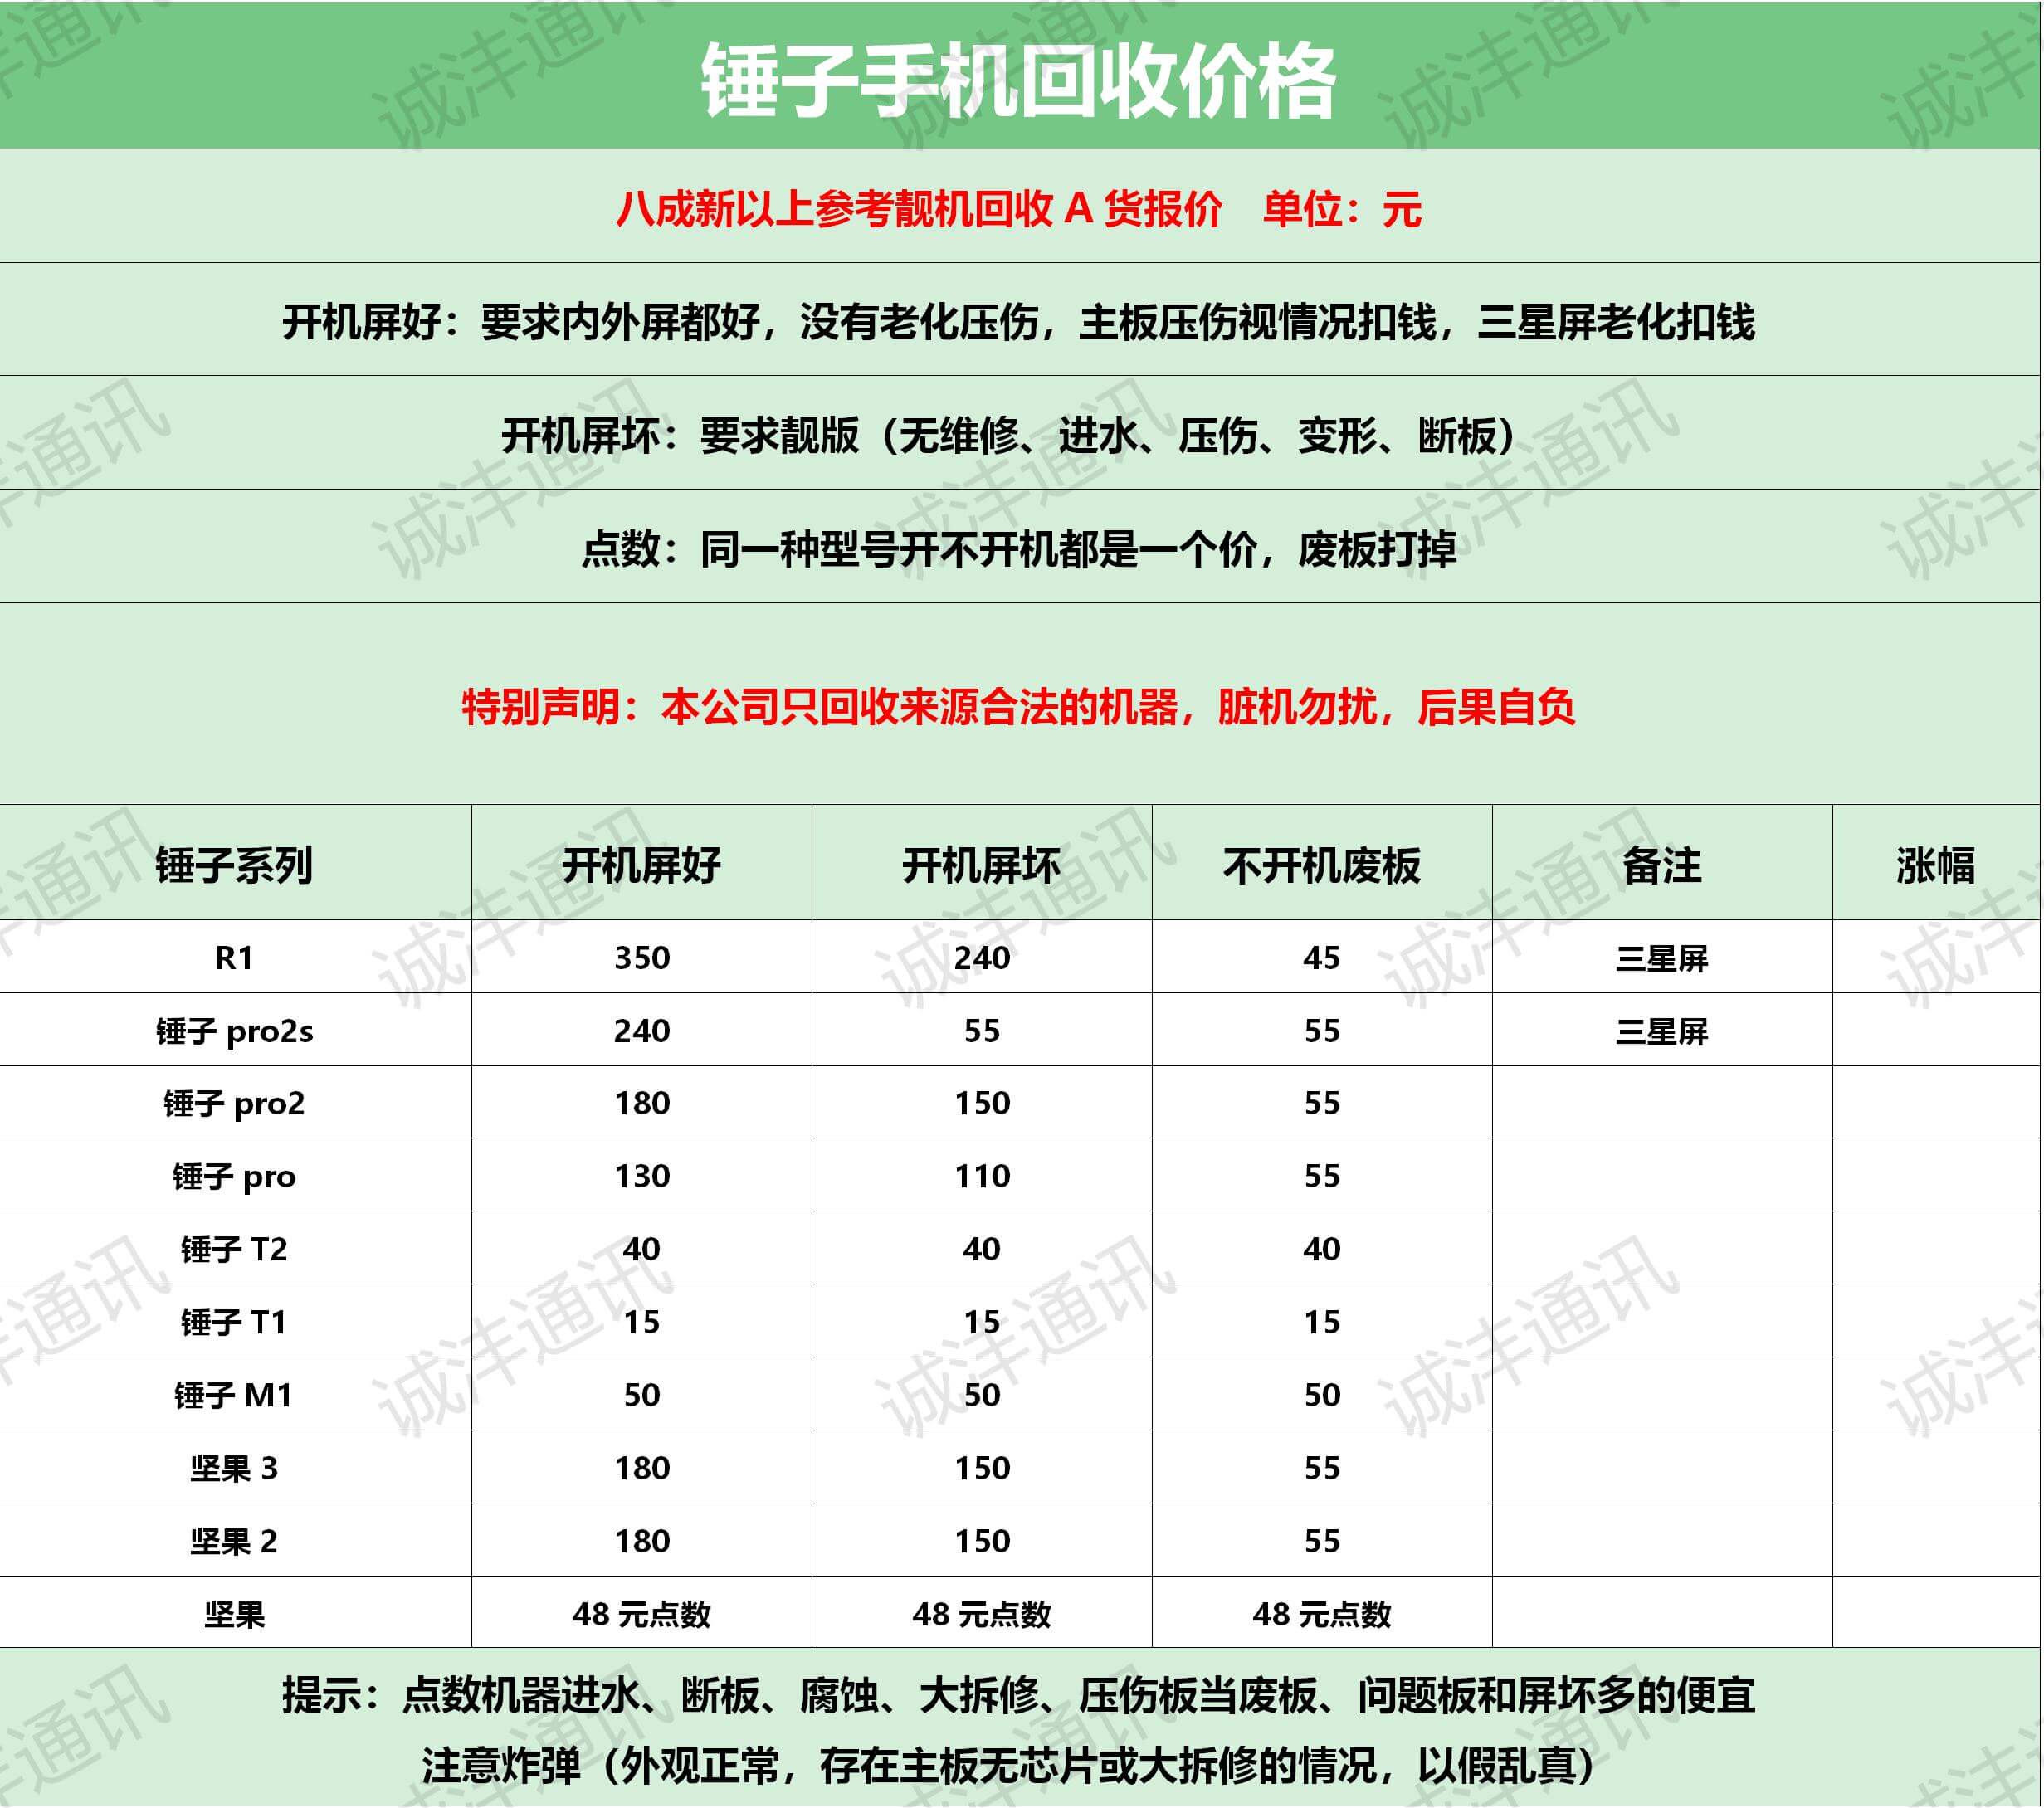 锤子手机回收价格
八成新以上参考靓机回收 A 货报价 单位：元
开机屏好：要求内外屏都好，没有老化压伤，主板压伤视情况扣钱，三星屏老化扣钱
开机屏坏：要求靓版（无维修、进水、压伤、变形、断板）
点数：同一种型号开不开机都是一个价，废板打掉
特别声明：本公司只回收来源合法的机器，脏机勿扰，后果自负
锤子系列 开机屏好 开机屏坏 不开机废板 备注 涨幅
R1 350 240 45 三星屏
锤子 pro2s 240 55 55 三星屏
锤子 pro2 180 150 55
锤子 pro 130 110 55
锤子 T2 40 40 40
锤子 T1 15 15 15
锤子 M1 50 50 50
坚果 3 180 150 55
坚果 2 180 150 55
坚果 48 元点数 48 元点数 48 元点数
提示：点数机器进水、断板、腐蚀、大拆修、压伤板当废板、问题板和屏坏多的便宜
注意炸弹（外观正常，存在主板无芯片或大拆修的情况，以假乱真）
诚沣通讯